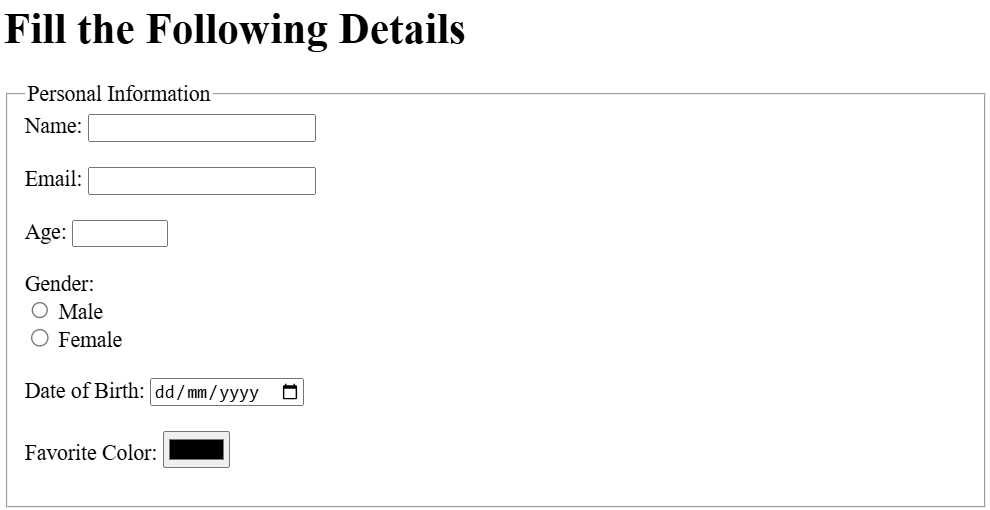 Fill the Following Details
Personal Information
Name:
Email:
Age:
Gender:
Male
Female
Date of Birth: dd/mm/yyyy
Favorite Color: